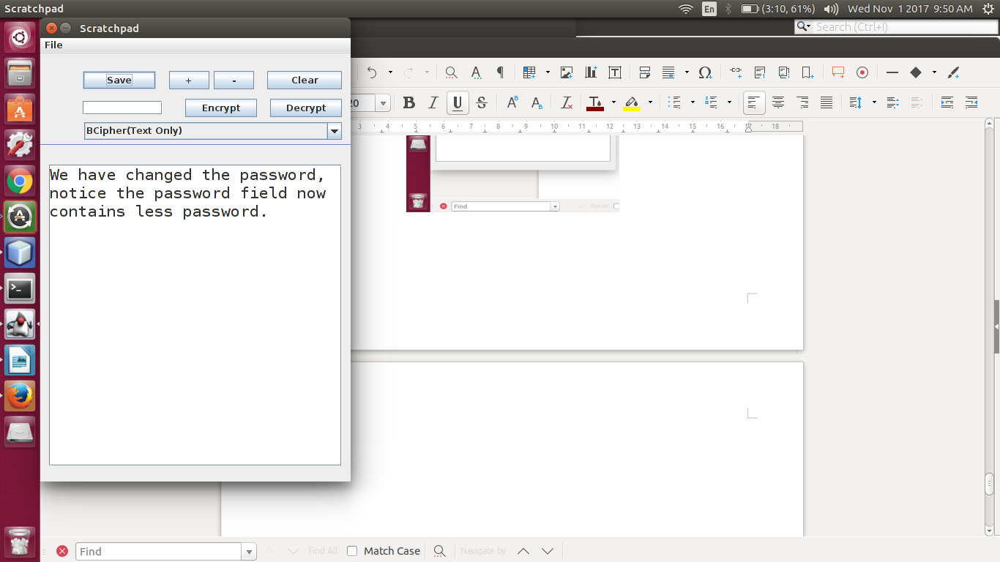 Scratchpad
En
(3:10, 61%)
Wed Nov 1 2017 9:50 AM
Scratchpad
Search (Ctrl+I)
File
Save
+
-
Clear
Encrypt
Decrypt
BCipher(Text Only)
20
3 4 5 6 7 8 9 10 11 12 13 14 15 16 17 18
We have changed the password,
notice the password field now
contains less password.
Find
Find All
Find
Find All
Match Case
Navigate by